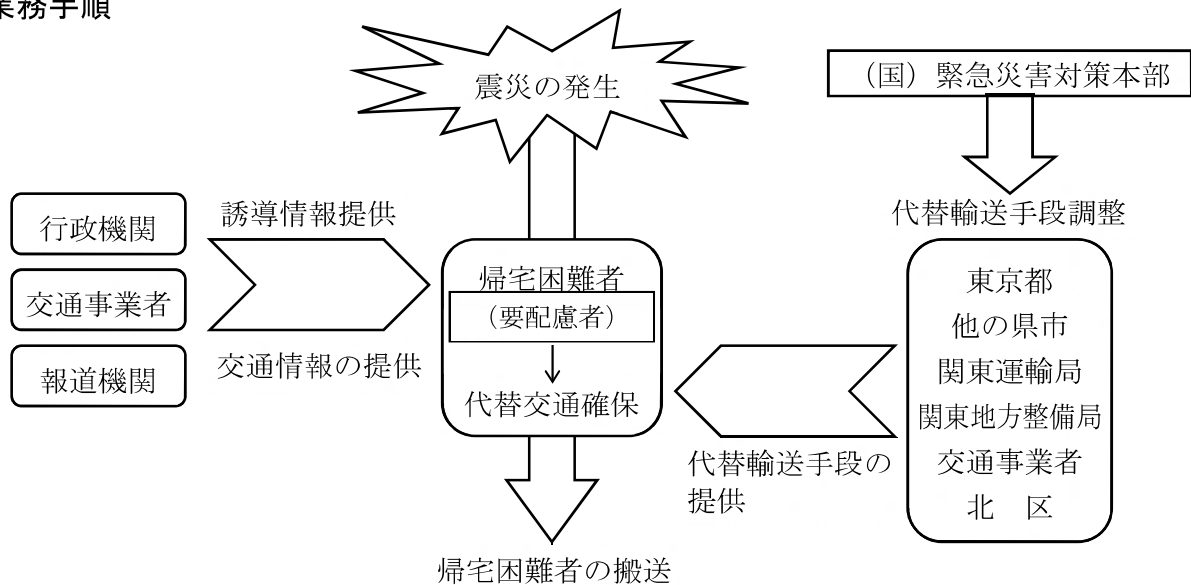 業務手順
震災の発生
（国）緊急災害対策本部
代替輸送手段調整
行政機関
交通事業者
報道機関
誘導情報提供
交通情報の提供
帰宅困難者
（要配慮者）
代替交通確保
代替輸送手段の
提供
東京都
他の県市
関東運輸局
関東地方整備局
交通事業者
北　区
帰宅困難者の搬送